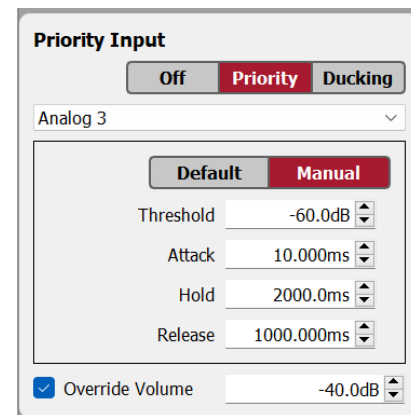 Priority Input
Off Priority Ducking
Analog 3
Default Manual
Threshold -60.0dB
Attack 10.000ms
Hold 2000.0ms
Release 1000.000ms
Override Volume -40.0dB